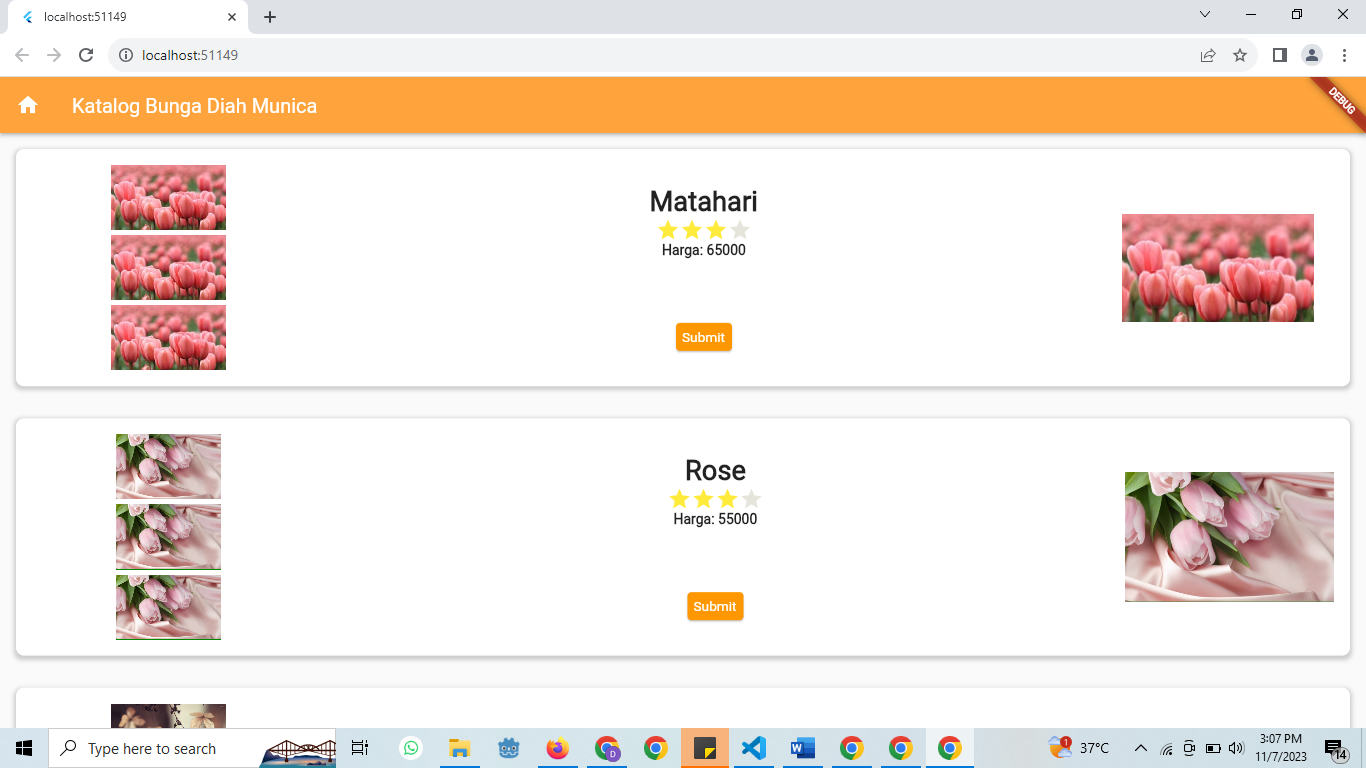 localhost:51149
localhost:51149
Katalog Bunga Diah Munica
DEBUG
Matahari
Harga: 65000
Submit
Rose
Harga: 55000
Submit
Type here to search
D
W
1
37°C
3:07 PM
11/7/2023
14